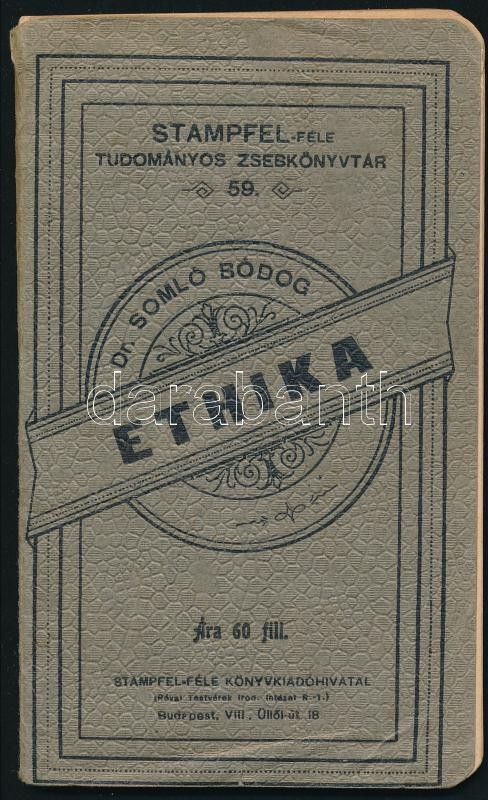 STAMPFEL-FÉLE
TUDOMÁNYOS ZSEBKÖNYVTÁR
59.
Dr. SOMLÓ BÓDOG
ETHIKA
darabanth
Ára 60 fill.
STAMPFEL-FÉLE KÖNYVKIADÓHIVATAL
(Révai Testvérek Irod. Intézet R.-T.)
Budapest, VIII., Üllői-út 18